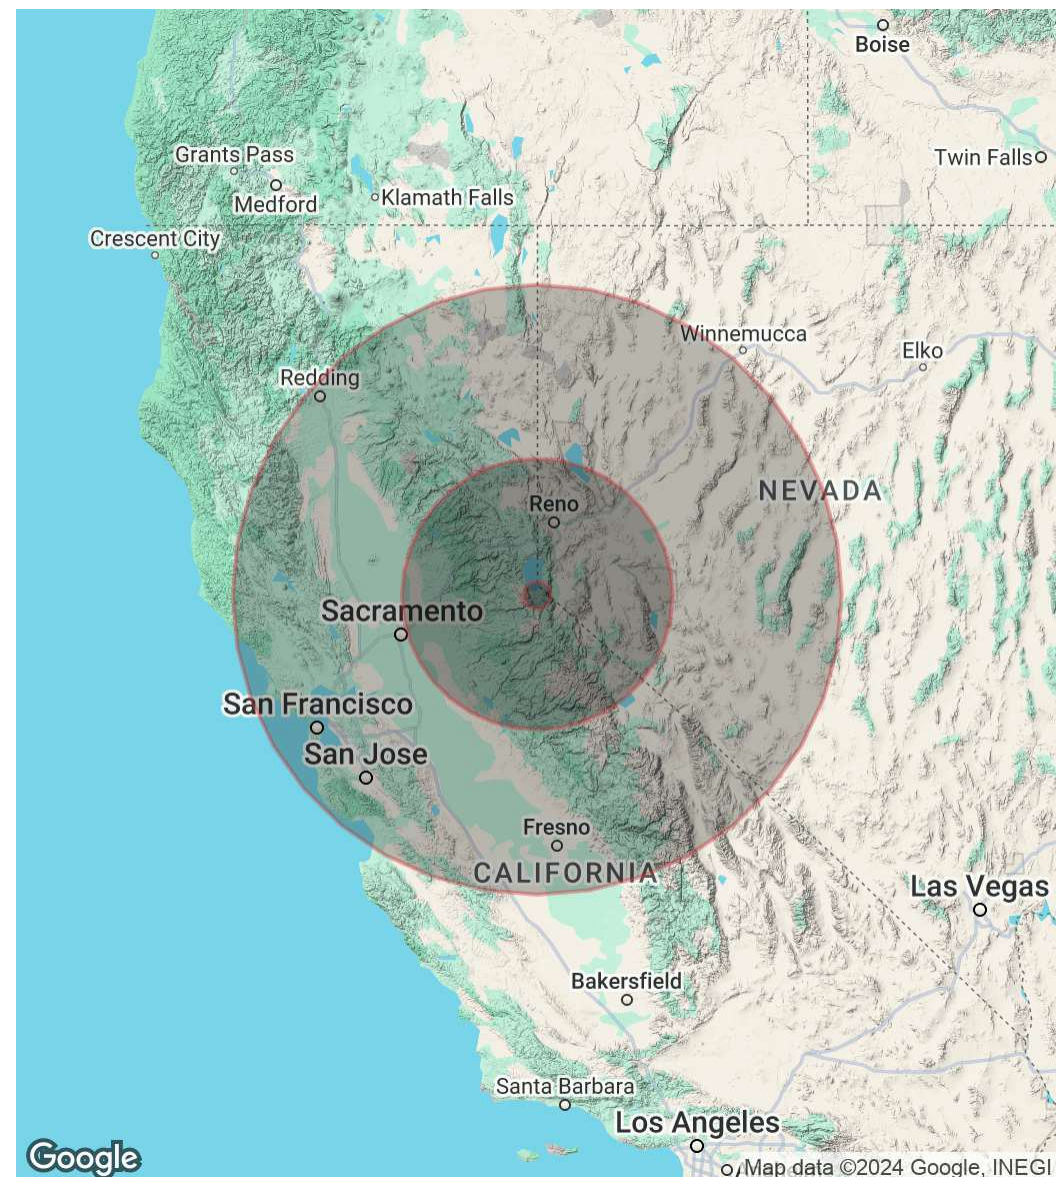 Boise
Grants Pass
Twin Falls
Medford
Klamath Falls
Crescent City
Winnemucca
Elko
Redding
NEVADA
Reno
Sacramento
San Francisco
San Jose
Fresno
CALIFORNIA
Las Vegas
Bakersfield
Santa Barbara
Los Angeles
Google
Map data ©2024 Google, INEGI